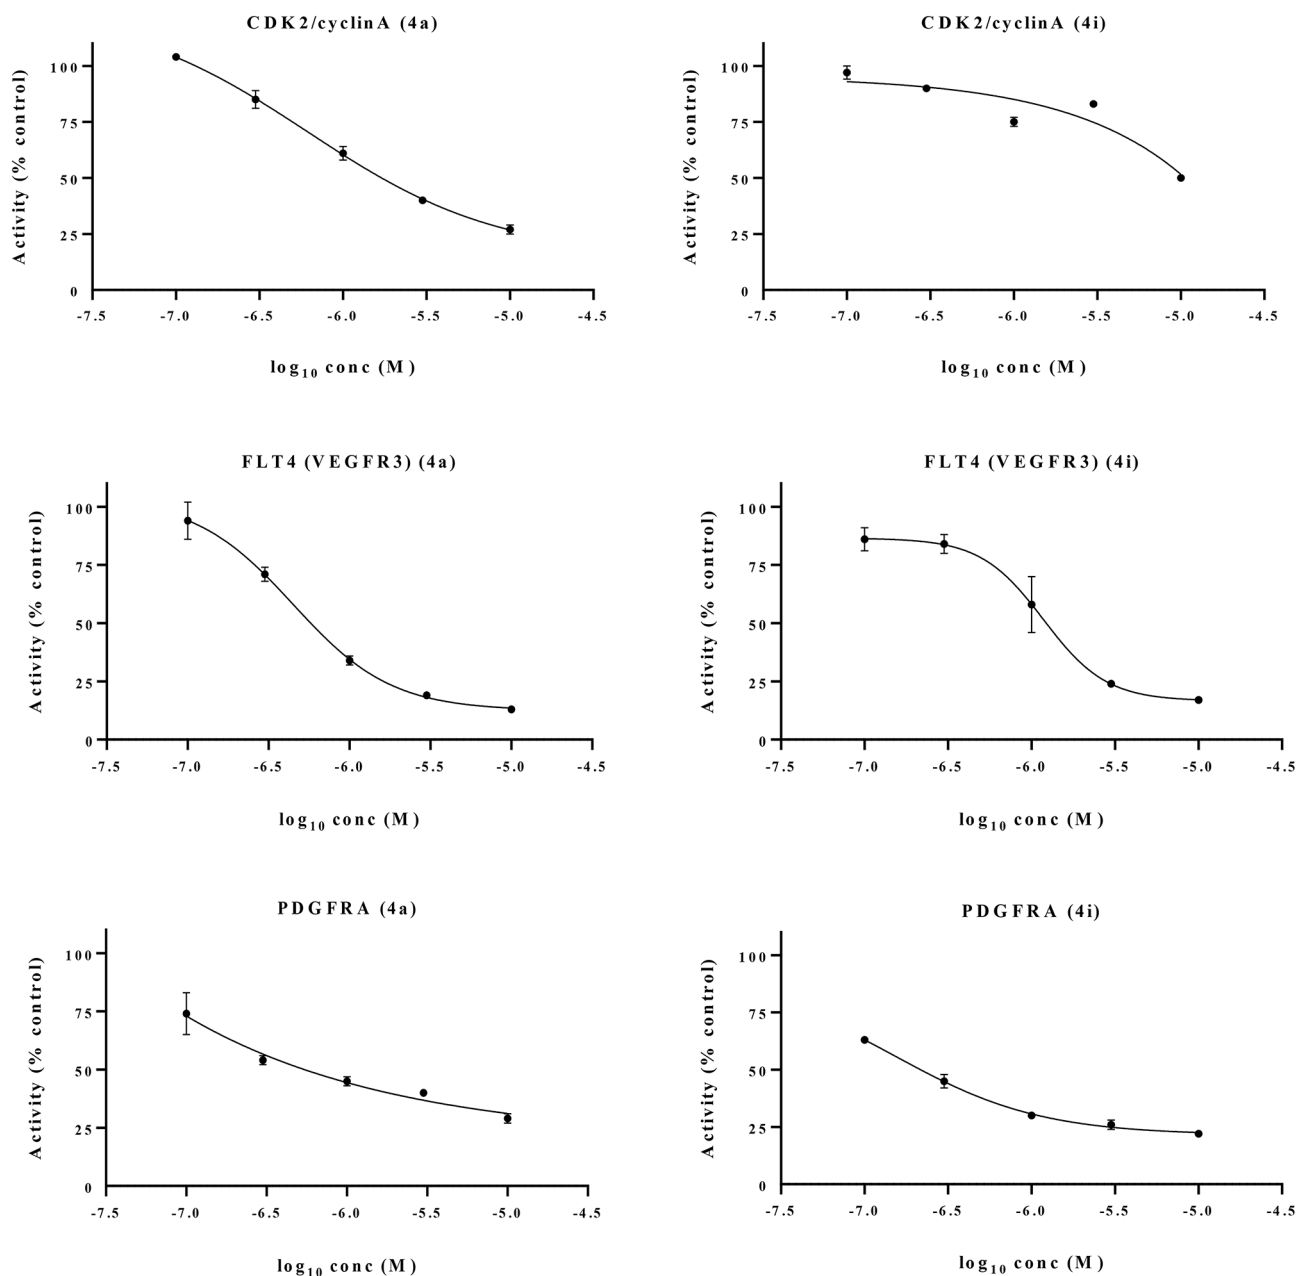 CDK2/cyclinA (4a)
Activity (% control)
100
75
50
25
0
-7.5 -7.0 -6.5 -6.0 -5.5 -5.0 -4.5
log10 conc (M)
CDK2/cyclinA (4i)
Activity (% control)
100
75
50
25
0
-7.5 -7.0 -6.5 -6.0 -5.5 -5.0 -4.5
log10 conc (M)
FLT4 (VEGFR3) (4a)
Activity (% control)
100
75
50
25
0
-7.5 -7.0 -6.5 -6.0 -5.5 -5.0 -4.5
log10 conc (M)
FLT4 (VEGFR3) (4i)
Activity (% control)
100
75
50
25
0
-7.5 -7.0 -6.5 -6.0 -5.5 -5.0 -4.5
log10 conc (M)
PDGFRA (4a)
Activity (% control)
100
75
50
25
0
-7.5 -7.0 -6.5 -6.0 -5.5 -5.0 -4.5
log10 conc (M)
PDGFRA (4i)
Activity (% control)
100
75
50
25
0
-7.5 -7.0 -6.5 -6.0 -5.5 -5.0 -4.5
log10 conc (M)